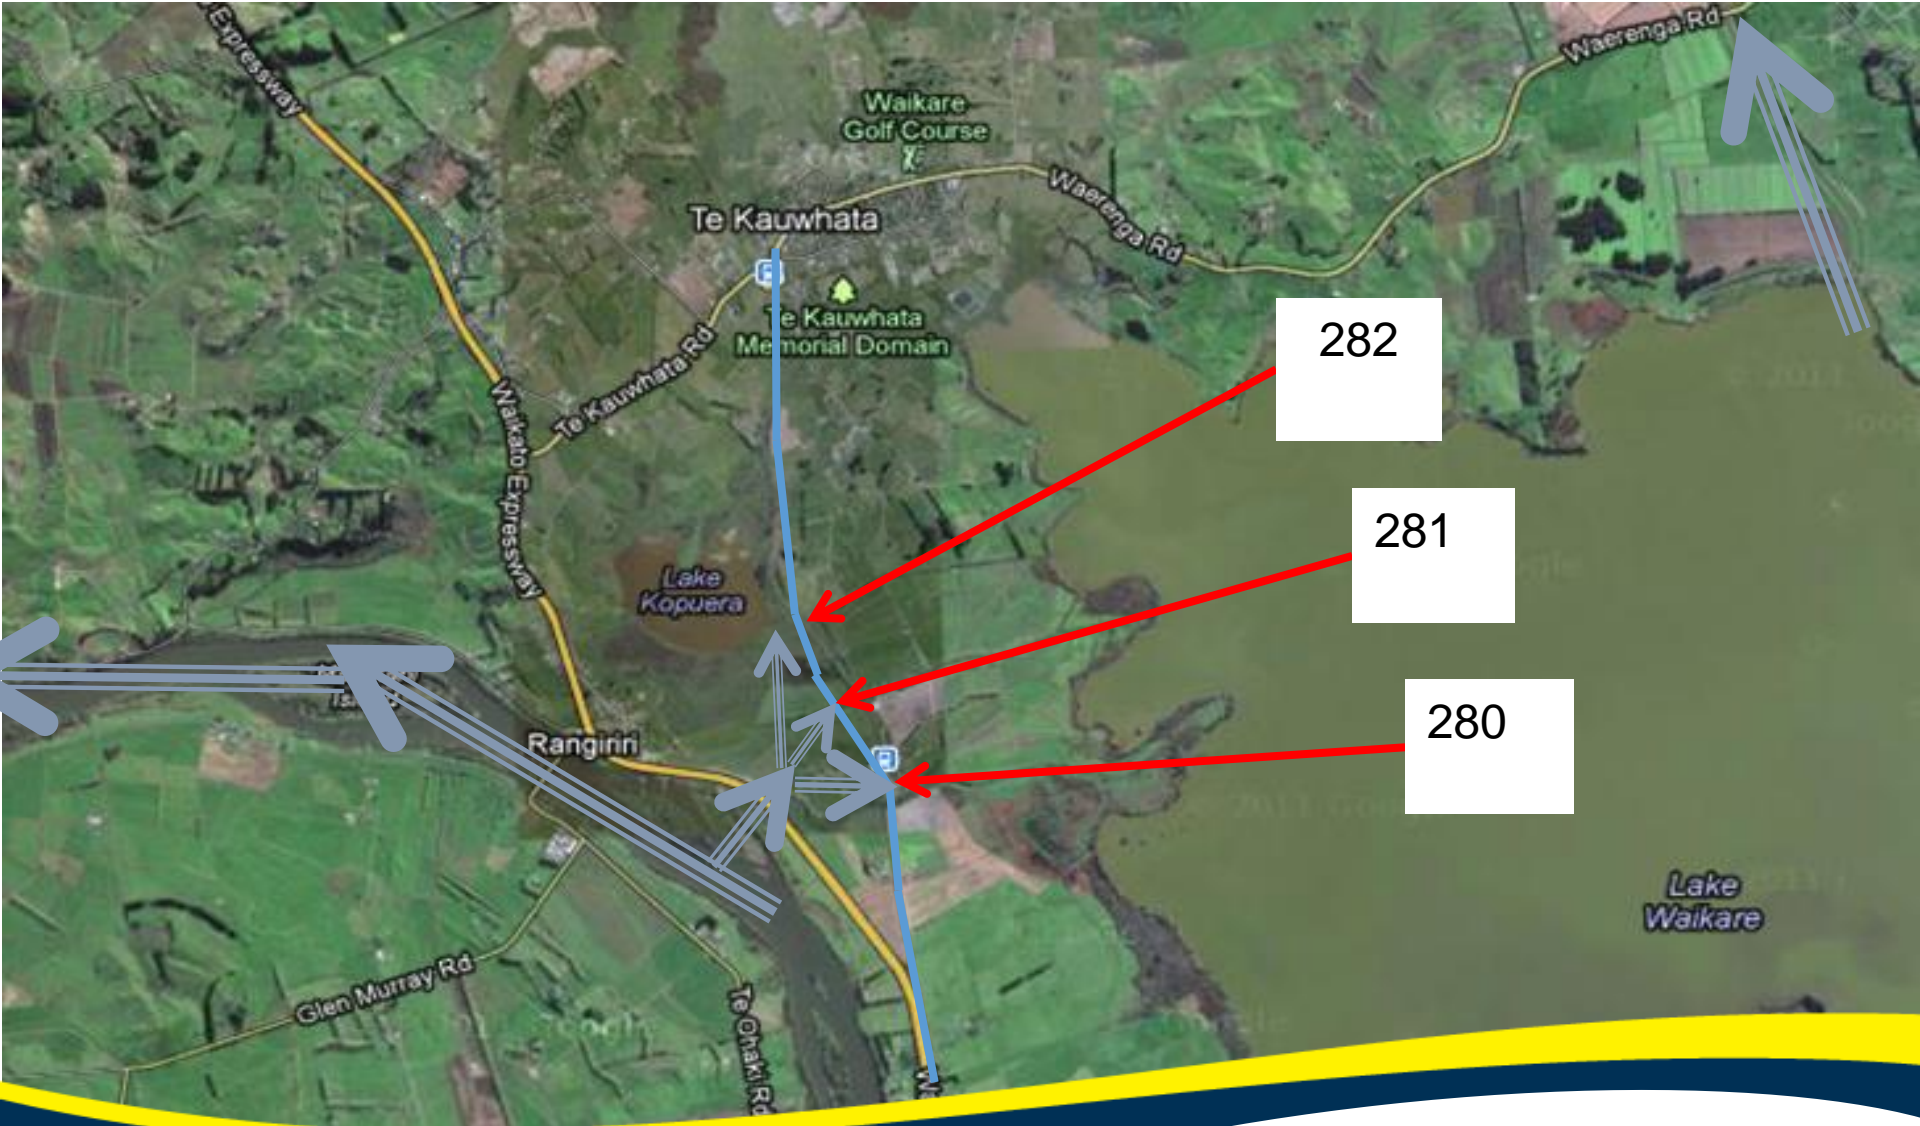 Expressway
Waerenga Rd
Waikare
Golf Course
Waerenga Rd
Te Kauwhata
Te Kauwhata
Memorial Domain
282
Te Kauwhata Rd
Waikato Expressway
281
Lake
Kopuera
280
Rangiriri
Lake
Waikare
Glen Murray Rd
Te Ohaki Rd